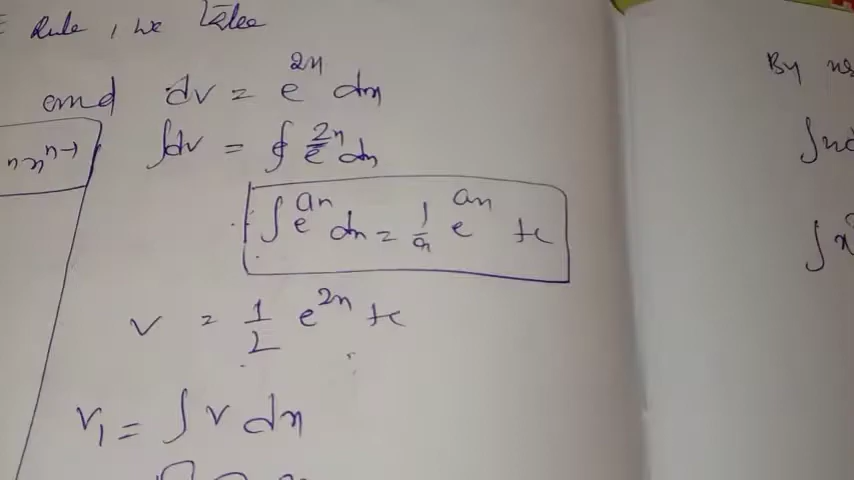 Rule, we take
and dv = e^{2x} dx
∫dv = ∮ e^{2x} dx
∫ e^{ax} dx = 1/a e^{ax} + c
v = 1/2 e^{2x} + c
v₁ = ∫ v dx
By